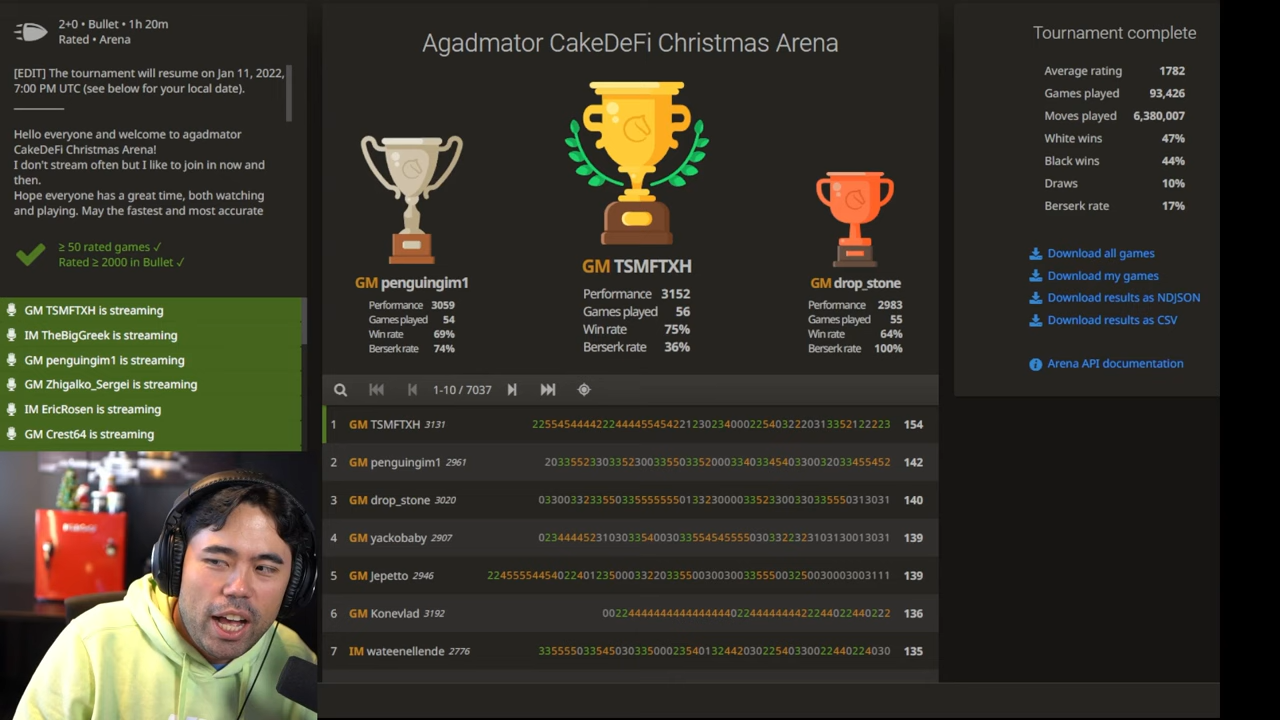 2+0 • Bullet • 1h 20m
Rated • Arena
[EDIT] The tournament will resume on Jan 11, 2022,
7:00 PM UTC (see below for your local date).
Hello everyone and welcome to agadmator
CakeDeFi Christmas Arena!
I don't stream often but I like to join in now and
then.
Hope everyone has a great time, both watching
and playing. May the fastest and most accurate
≥ 50 rated games ✓
Rated ≥ 2000 in Bullet ✓
GM TSMFTXH is streaming
IM TheBigGreek is streaming
GM penguingim1 is streaming
GM Zhigalko_Sergei is streaming
IM EricRosen is streaming
GM Crest64 is streaming
Agadmator CakeDeFi Christmas Arena
GM penguingim1
Performance 3059
Games played 54
Win rate 69%
Berserk rate 74%
GM TSMFTXH
Performance 3152
Games played 56
Win rate 75%
Berserk rate 36%
GM drop_stone
Performance 2983
Games played 55
Win rate 64%
Berserk rate 100%
1-10 / 7037
1 GM TSMFTXH 3131 154
2 GM penguingim1 2961 142
3 GM drop_stone 3020 140
4 GM yackobaby 2907 139
5 GM Jepetto 2946 139
6 GM Konevlad 3192 136
7 IM wateenellende 2776 135
Tournament complete
Average rating 1782
Games played 93,426
Moves played 6,380,007
White wins 47%
Black wins 44%
Draws 10%
Berserk rate 17%
Download all games
Download my games
Download results as NDJSON
Download results as CSV
Arena API documentation